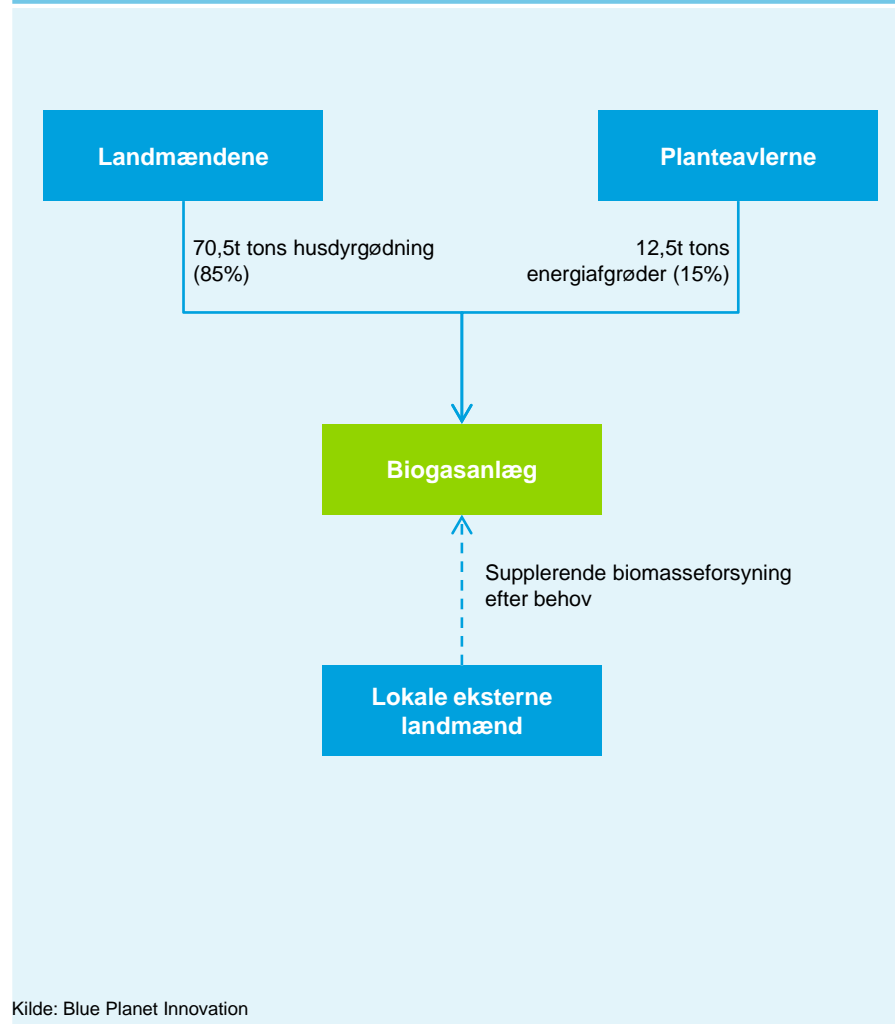 Landmændene
Planteavlerne
70,5t tons husdyrgødning
(85%)
12,5t tons
energiafgrøder (15%)
Biogasanlæg
Supplerende biomasseforsyning
efter behov
Lokale eksterne
landmænd
Kilde: Blue Planet Innovation